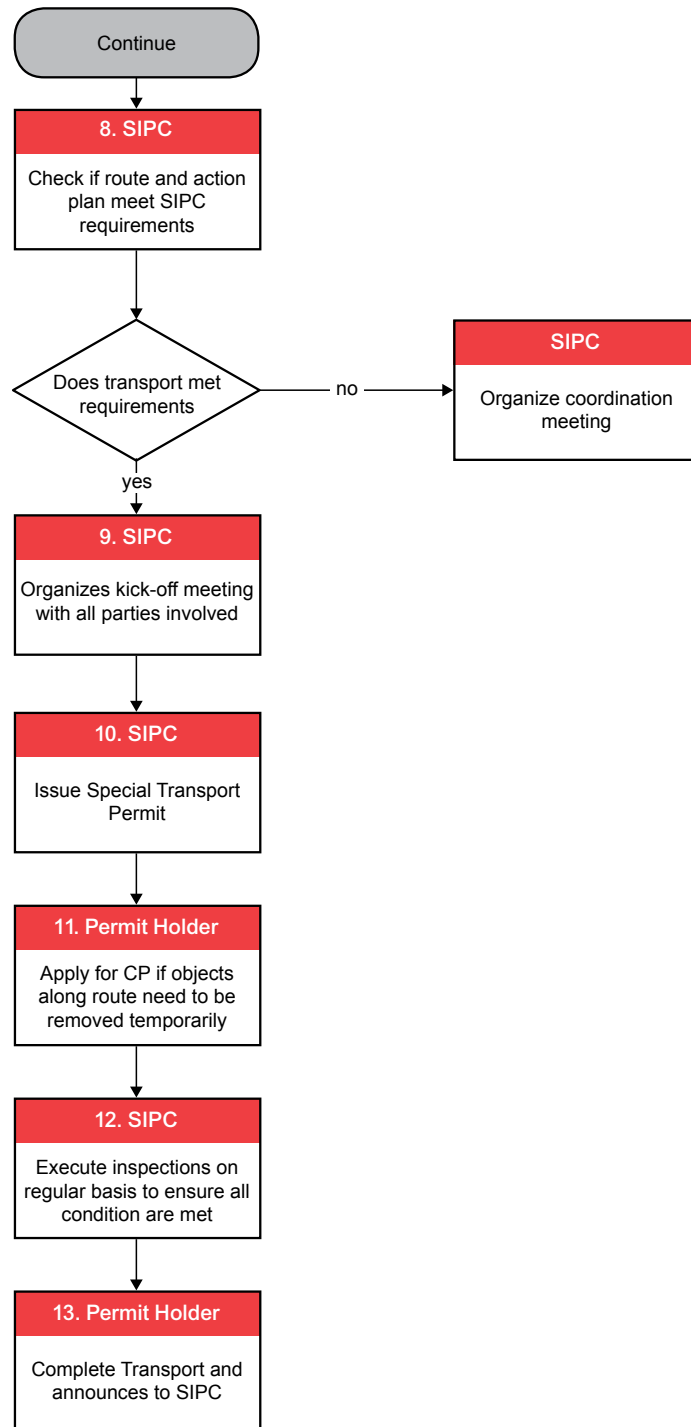 Continue
8. SIPC
Check if route and action
plan meet SIPC
requirements
Does transport met
requirements
no
SIPC
Organize coordination
meeting
yes
9. SIPC
Organizes kick-off meeting
with all parties involved
10. SIPC
Issue Special Transport
Permit
11. Permit Holder
Apply for CP if objects
along route need to be
removed temporarily
12. SIPC
Execute inspections on
regular basis to ensure all
condition are met
13. Permit Holder
Complete Transport and
announces to SIPC